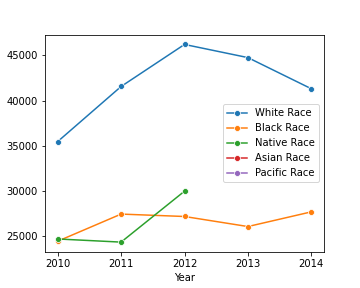 45000
40000
35000
30000
25000
White Race
Black Race
Native Race
Asian Race
Pacific Race
2010 2011 2012 2013 2014
Year